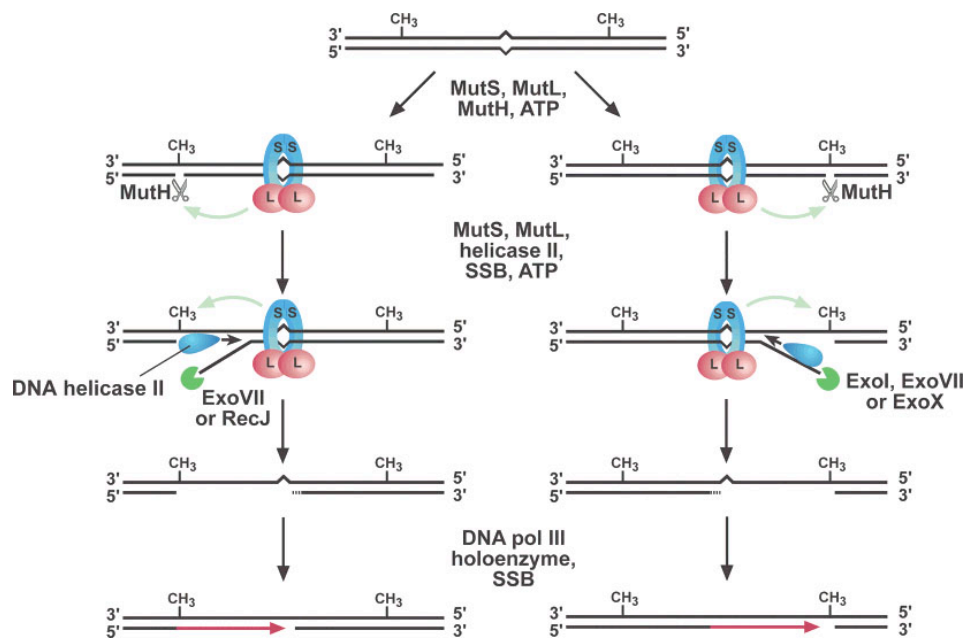 CH3 CH3
3' 5'
5' 3'
MutS, MutL,
MutH, ATP
CH3 S S CH3
3' 5'
5' 3'
MutH L L
CH3 S S CH3
3' 5'
5' 3'
L L MutH
MutS, MutL,
helicase II,
SSB, ATP
CH3 S S CH3
3' 5'
5' 3'
L L
DNA helicase II
ExoVII
or RecJ
CH3 S S CH3
3' 5'
5' 3'
L L
ExoI, ExoVII
or ExoX
CH3 CH3
3' 5'
5' 3'
CH3 CH3
3' 5'
5' 3'
DNA pol III
holoenzyme,
SSB
CH3 CH3
3' 5'
5' 3'
CH3 CH3
3' 5'
5' 3'